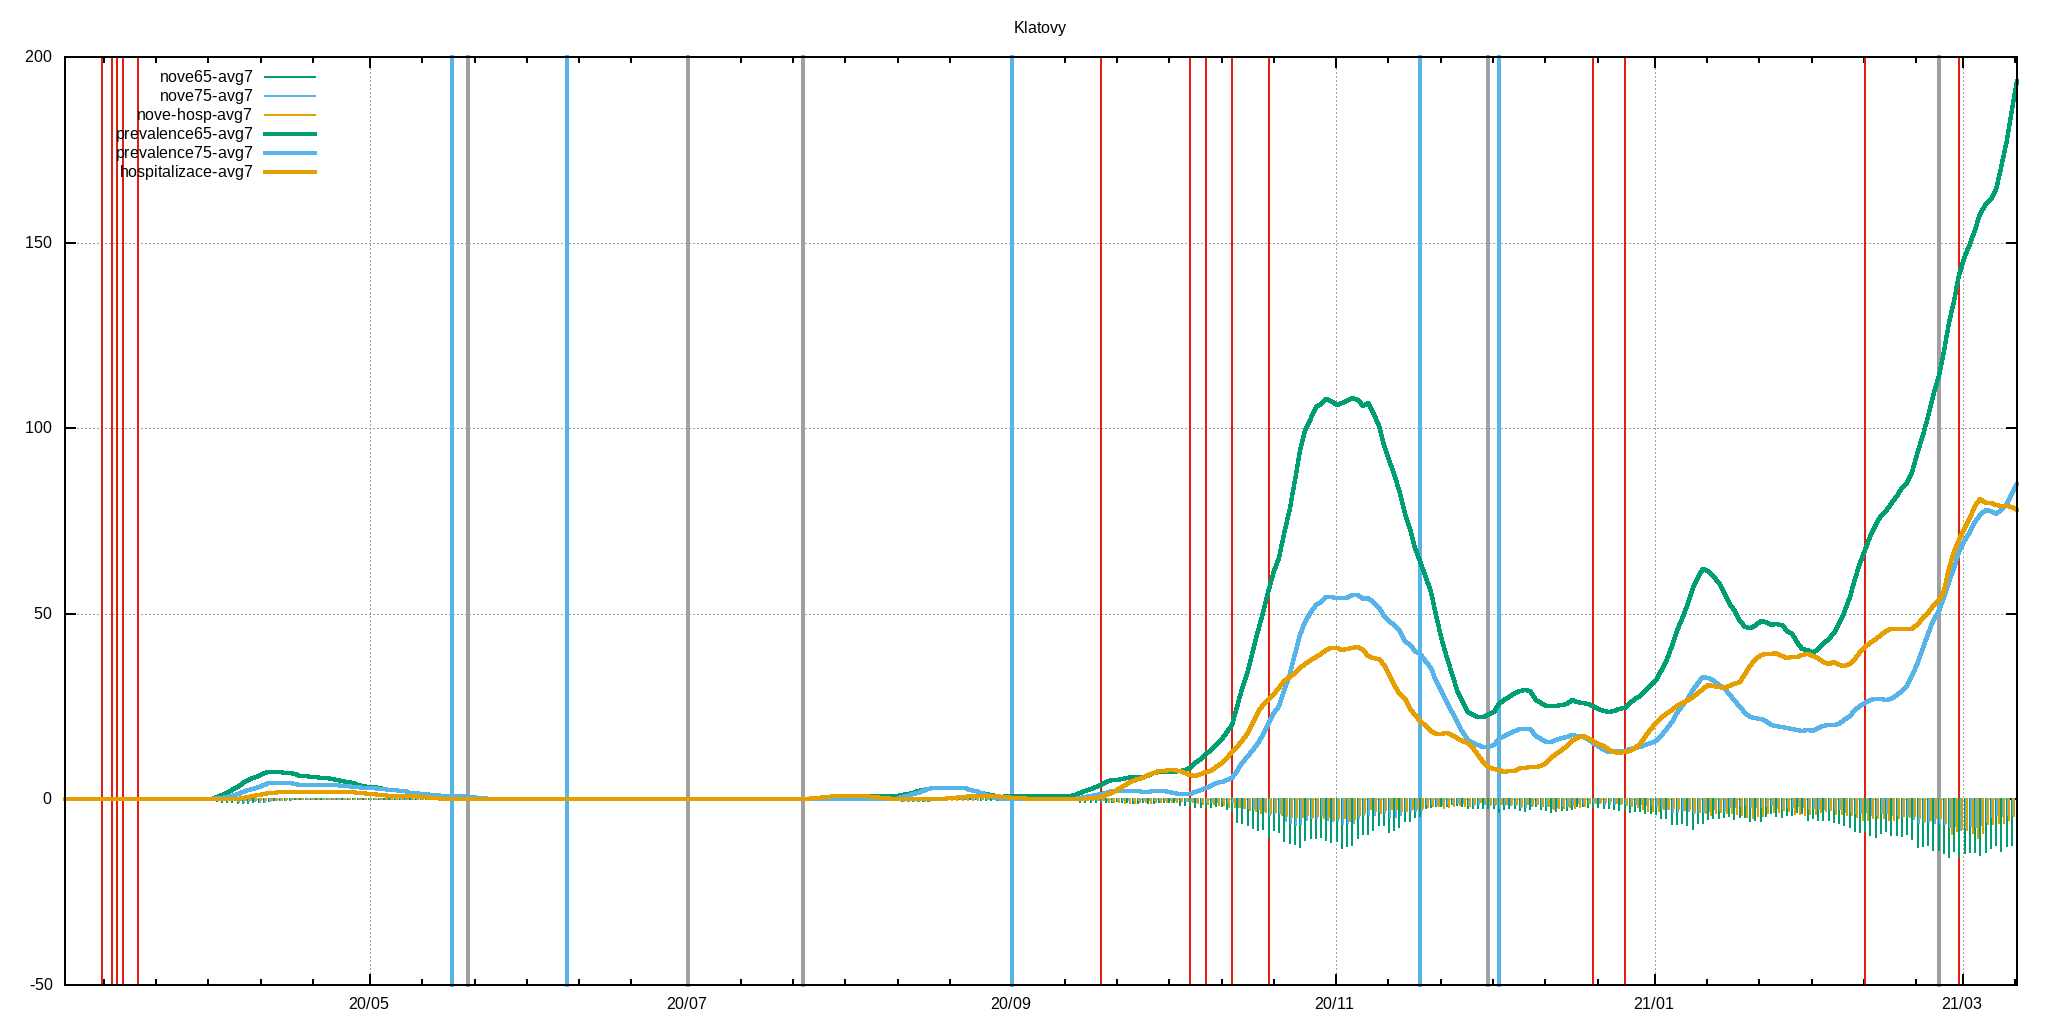 Klatovy
200
150
100
50
0
-50
nove65-avg7
nove75-avg7
nove-hosp-avg7
prevalence65-avg7
prevalence75-avg7
hospitalizace-avg7
20/05 20/07 20/09 20/11 21/01 21/03